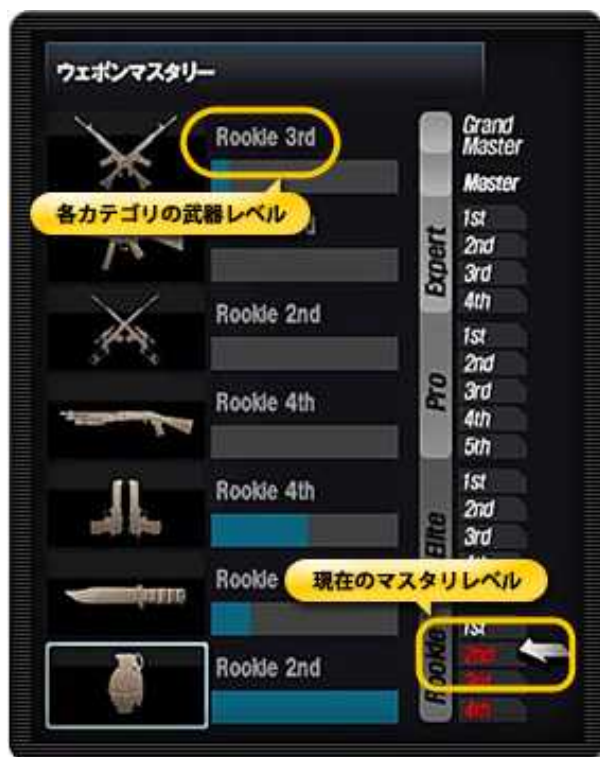 ウェポンマスタリー
Rookie 3rd
各カテゴリの武器レベル
Rookie 2nd
Rookie 4th
Rookie 4th
Rookie
Rookie 2nd
Grand
Master
Master
Expert
1st
2nd
3rd
4th
Pro
1st
2nd
3rd
4th
5th
Elite
1st
2nd
3rd
現在のマスタリレベル
Rookie
1st
2nd
3rd
4th